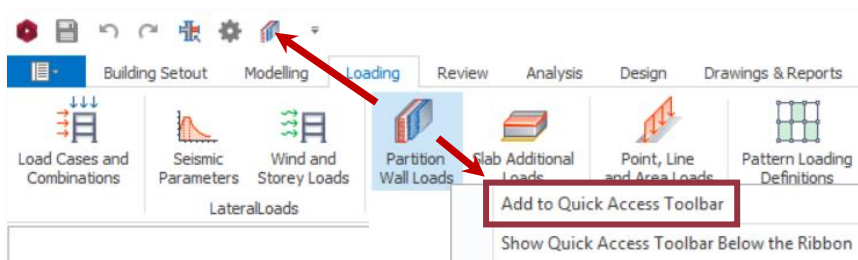 Building Setout Modelling Loading Review Analysis Design Drawings & Reports
Load Cases and Combinations
Seismic Parameters
Wind and Storey Loads
Partition Wall Loads
Slab Additional Loads
Point, Line and Area Loads
Pattern Loading Definitions
LateralLoads
Add to Quick Access Toolbar
Show Quick Access Toolbar Below the Ribbon